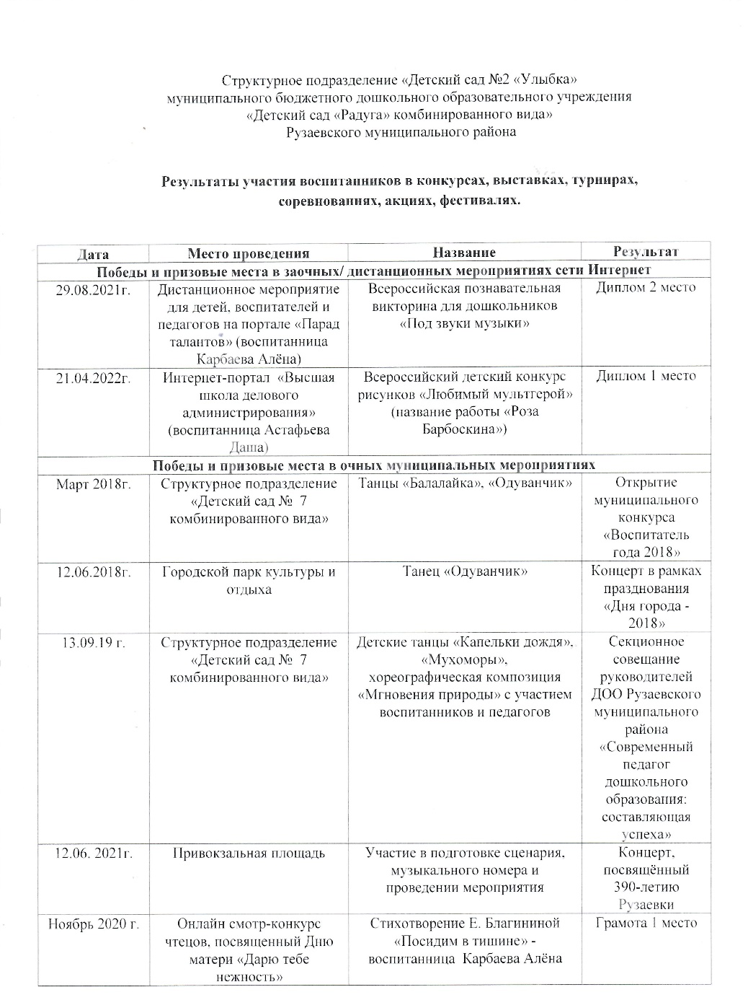 Структурное подразделение «Детский сад №2 «Улыбка»
муниципального бюджетного дошкольного образовательного учреждения
«Детский сад «Радуга» комбинированного вида»
Рузаевского муниципального района
Результаты участия воспитанников в конкурсах, выставках, турнирах,
соревнованиях, акциях, фестивалях.
Дата
Место проведения
Название
Результат
Победы и призовые места в заочных/ дистанционных мероприятиях сети Интернет
29.08.2021г.
Дистанционное мероприятие
для детей, воспитателей и
педагогов на портале «Парад
талантов» (воспитанница
Карбаева Алёна)
Всероссийская познавательная
викторина для дошкольников
«Под звуки музыки»
Диплом 2 место
21.04.2022г.
Интернет-портал «Высшая
школа делового
администрирования»
(воспитанница Астафьева
Даша)
Всероссийский детский конкурс
рисунков «Любимый мультгерой»
(название работы «Роза
Барбоскина»)
Диплом 1 место
Победы и призовые места в очных муниципальных мероприятиях
Март 2018г.
Структурное подразделение
«Детский сад № 7
комбинированного вида»
Танцы «Балалайка», «Одуванчик»
Открытие
муниципального
конкурса
«Воспитатель
года 2018»
12.06.2018г.
Городской парк культуры и
отдыха
Танец «Одуванчик»
Концерт в рамках
празднования
«Дня города -
2018»
13.09.19 г.
Структурное подразделение
«Детский сад № 7
комбинированного вида»
Детские танцы «Капельки дождя»,
«Мухоморы»,
хореографическая композиция
«Мгновения природы» с участием
воспитанников и педагогов
Секционное
совещание
руководителей
ДОО Рузаевского
муниципального
района
«Современный
педагог
дошкольного
образования:
составляющая
успеха»
12.06. 2021г.
Привокзальная площадь
Участие в подготовке сценария,
музыкального номера и
проведении мероприятия
Концерт,
посвящённый
390-летию
Рузаевки
Ноябрь 2020 г.
Онлайн смотр-конкурс
чтецов, посвященный Дню
матери «Дарю тебе
нежность»
Стихотворение Е. Благининой
«Посидим в тишине» -
воспитанница Карбаева Алёна
Грамота 1 место